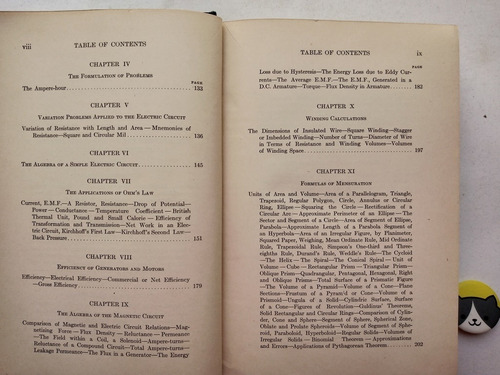 viii
TABLE OF CONTENTS
CHAPTER IV
THE FORMULATION OF PROBLEMS
PAGE
The Ampere-hour 133
CHAPTER V
VARIATION PROBLEMS APPLIED TO THE ELECTRIC CIRCUIT
Variation of Resistance with Length and Area—Mnemonics of
Resistance—Square and Circular Mil 136
CHAPTER VI
THE ALGEBRA OF A SIMPLE ELECTRIC CIRCUIT 145
CHAPTER VII
THE APPLICATIONS OF OHM'S LAW
Current, E.M.F.—A Resistor, Resistance—Drop of Potential—
Power—Conductance—Temperature Coefficient—British
Thermal Unit, Pound and Small Calorie—Efficiency of
Transformation and Transmission—Net Work in an Elec-
tric Circuit, Kirchhoff's First Law—Kirchhoff's Second Law—
Back Pressure 151
CHAPTER VIII
EFFICIENCY OF GENERATORS AND MOTORS
Efficiency—Electrical Efficiency—Commercial or Net Efficiency
—Gross Efficiency 179
CHAPTER IX
THE ALGEBRA OF THE MAGNETIC CIRCUIT
Comparison of Magnetic and Electric Circuit Relations—Mag-
netizing Force—Flux Density—Reluctance—Permeance
—The Field within a Coil, a Solenoid—Ampere-turns—
Reluctance of a Compound Circuit—Total Ampere-turns—
Leakage Permeance—The Flux in a Generator—The Energy
TABLE OF CONTENTS
ix
PAGE
Loss due to Hysteresis—The Energy Loss due to Eddy Cur-
rents—The Average E.M.F.—The E.M.F. Generated in a
D.C. Armature—Torque—Flux Density in Armature 182
CHAPTER X
WINDING CALCULATIONS
The Dimensions of Insulated Wire—Square Winding—Stagger
or Imbedded Winding—Number of Turns—Diameter of Wire
in Terms of Resistance and Winding Volumes—Volumes
of Winding Space 197
CHAPTER XI
FORMULAS OF MENSURATION
Units of Area and Volume—Area of a Parallelogram, Triangle,
Trapezoid, Regular Polygon, Circle, Annulus or Circular
Ring, Ellipse—Squaring the Circle—Rectification of a
Circular Arc—Approximate Perimeter of an Ellipse—The
Sector and Segment of a Circle—Area of Segment of Ellipse,
Parabola—Approximate Length of a Parabola Segment of
an Hyperbola—Area of an Irregular Figure, by Planimeter,
Squared Paper, Weighing, Mean Ordinate Rule, Mid Ordinate
Rule, Trapezoidal Rule—Simpson's One-third and Three-
eighths Rule, Durand's Rule, Weddle's Rule—The Cycloid
—The Helix—The Spiral—The Conical Spiral—Unit of
Volume—Cube—Rectangular Prism—Triangular Prism—
Oblique Prism—Quadrangular, Pentagonal, Hexagonal, Right
and Oblique Prisms—Total Surface of a Prismatic Figure
—The Volume of a Pyramid—Volume of a Cone—Plane
Sections—Frustum of a Pyramid or Cone—Volume of a
Prismoid—Ungula of a Solid—Cylindric Surface, Surface
of a Cone—Figures of Revolution—Guldinus' Theorems,
Solid Rectangular and Circular Rings—Comparison of Cylin-
der, Cone and Sphere—Segment of Sphere, Spherical Zone,
Oblate and Prolate Spheroids—Volume of Segment of Sphe-
roid, Paraboloid, Hyperboloid—Regular Solids—Volumes of
Irregular Solids—Binomial Theorem—Approximations
and Errors—Applications of Pythagorean Theorem 202